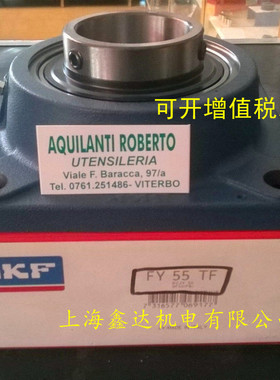 可开增值税
AQUILANTI ROBERTO
UTENSILERIA
Viale F. Baracca, 97/a
Tel. 0761.251486- VITERBO
SKF
FY 55 TF
上海鑫达机电有限公司